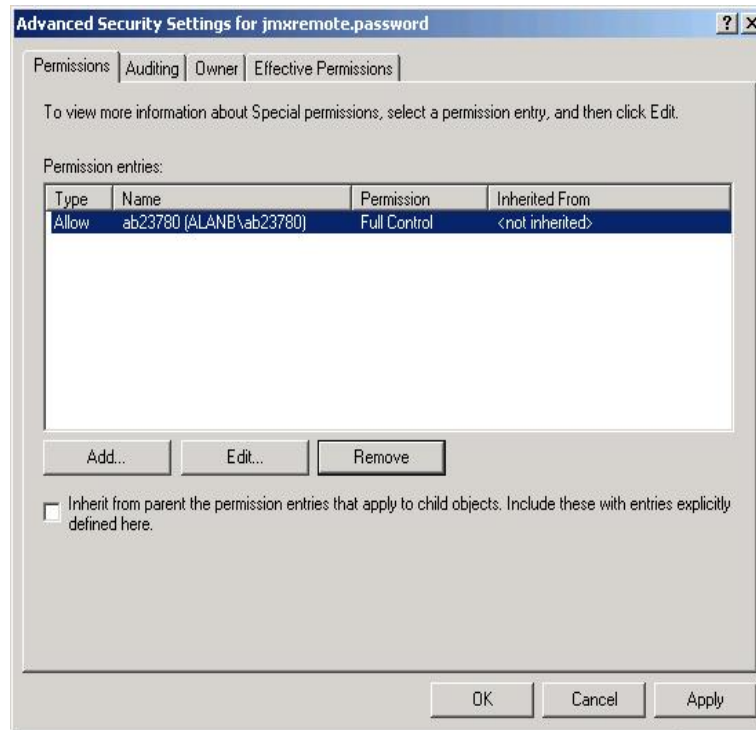 Advanced Security Settings for jmxremote.password
Permissions Auditing Owner Effective Permissions
To view more information about Special permissions, select a permission entry, and then click Edit.
Permission entries:
Type Name Permission Inherited From
Allow ab23780 (ALANB\ab23780) Full Control <not inherited>
Add... Edit... Remove
Inherit from parent the permission entries that apply to child objects. Include these with entries explicitly
defined here.
OK Cancel Apply